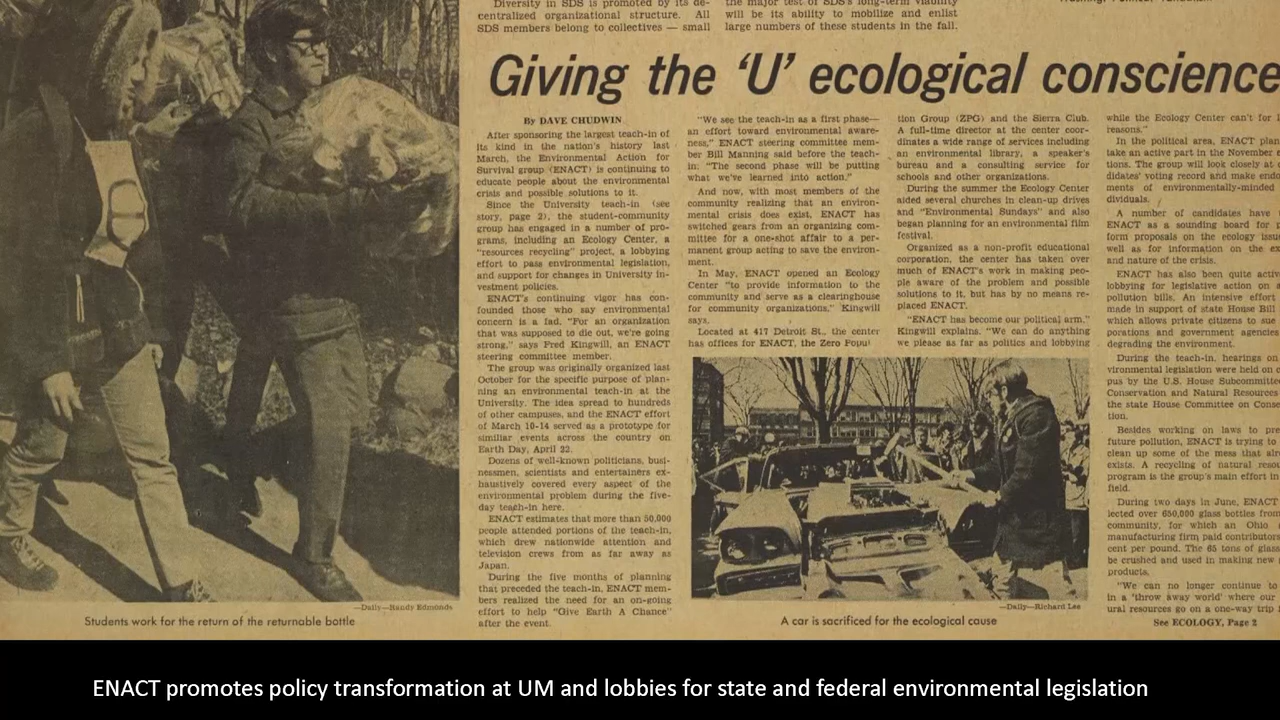 Diversity in SDS is promoted by its de-
centralized organizational structure. All
SDS members belong to collectives — small
the major test of SDS's long-term viability
will be its ability to mobilize and enlist
large numbers of these students in the fall.
Giving the 'U' ecological conscience
By DAVE CHUDWIN
After sponsoring the largest teach-in of
its kind in the nation's history last
March, the Environmental Action for
Survival group (ENACT) is continuing to
educate people about the environmental
crisis and possible solutions to it.
Since the University teach-in (see
story, page 2), the student-community
group has engaged in a number of pro-
grams, including an Ecology Center, a
"resources recycling" project, a lobbying
effort to pass environmental legislation,
and support for changes in University in-
vestment policies.
ENACT's continuing vigor has con-
founded those who say environmental
concern is a fad. "For an organization
that was supposed to die out, we're going
strong," says Fred Kingwill, an ENACT
steering committee member.
The group was originally organized last
October for the specific purpose of plan-
ning an environmental teach-in at the
University. The idea spread to hundreds
of other campuses, and the ENACT effort
of March 10-14 served as a prototype for
similiar events across the country on
Earth Day, April 22.
Dozens of well-known politicians, busi-
nessmen, scientists and entertainers ex-
haustively covered every aspect of the
environmental problem during the five-
day teach-in here.
ENACT estimates that more than 50,000
people attended portions of the teach-in,
which drew nationwide attention and
television crews from as far away as
Japan.
During the five months of planning
that preceded the teach-in, ENACT mem-
bers realized the need for an on-going
effort to help "Give Earth A Chance"
after the event.
"We see the teach-in as a first phase—
an effort toward environmental aware-
ness," ENACT steering committee mem-
ber Bill Manning said before the teach-
in: "The second phase will be putting
what we've learned into action."
And now, with most members of the
community realizing that an environ-
mental crisis does exist, ENACT has
switched gears from an organizing com-
mittee for a one-shot affair to a per-
manent group acting to save the environ-
ment.
In May, ENACT opened an Ecology
Center "to provide information to the
community and serve as a clearinghouse
for community organizations," Kingwill
says.
Located at 417 Detroit St., the center
has offices for ENACT, the Zero Popul
tion Group (ZPG) and the Sierra Club.
A full-time director at the center coor-
dinates a wide range of services including
an environmental library, a speaker's
bureau and a consulting service for
schools and other organizations.
During the summer the Ecology Center
aided several churches in clean-up drives
and "Environmental Sundays" and also
began planning for an environmental film
festival.
Organized as a non-profit educational
corporation, the center has taken over
much of ENACT's work in making peo-
ple aware of the problem and possible
solutions to it, but has by no means re-
placed ENACT.
"ENACT has become our political arm,"
Kingwill explains. "We can do anything
we please as far as politics and lobbying
while the Ecology Center can't for
reasons."
In the political area, ENACT plan
take an active part in the November
tions. The group will look closely at
didates' voting record and make endo
ments of environmentally-minded
dividuals.
A number of candidates have
ENACT as a sounding board for
form proposals on the ecology issu
well as for information on the ex
and nature of the crisis.
ENACT has also been quite activ
lobbying for legislative action on
pollution bills. An intensive effort
made in support of state House Bill
which allows private citizens to sue
porations and government agencies
degrading the environment.
During the teach-in, hearings on
vironmental legislation were held on
pus by the U.S. House Subcommittee
Conservation and Natural Resources
the state House Committee on Conse
tion.
Besides working on laws to pre
future pollution, ENACT is trying to
clean up some of the mess that alr
exists. A recycling of natural resou
program is the group's main effort in
field.
During two days in June, ENACT
lected over 650,000 glass bottles from
community, for which an Ohio
manufacturing firm paid contributors
cent per pound. The 65 tons of glass
be crushed and used in making new
products.
"We can no longer continue to
in a 'throw away world' where our
ural resources go on a one-way trip
See ECOLOGY, Page 2
—Daily—Randy Edmonds
Students work for the return of the returnable bottle
—Daily—Richard Lee
A car is sacrificed for the ecological cause
ENACT promotes policy transformation at UM and lobbies for state and federal environmental legislation